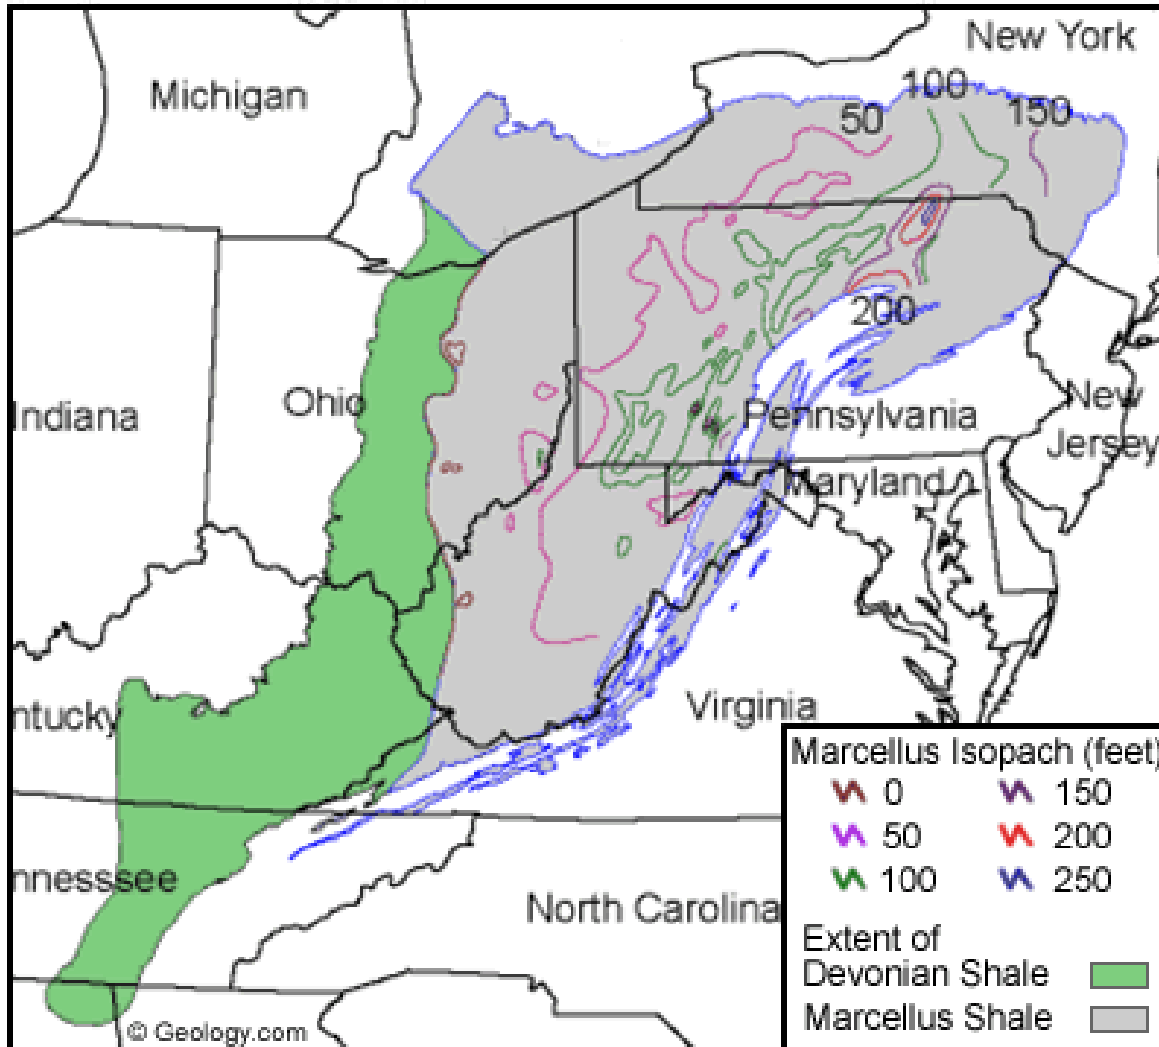 New York
Michigan
100
50
150
200
Ohio
Indiana
Pennsylvania
New
Jersey
Maryland
ntucky
Virginia
nnesssee
North Carolina
Marcellus Isopach (feet)
0 150
50 200
100 250
Extent of
Devonian Shale
Marcellus Shale
© Geology.com